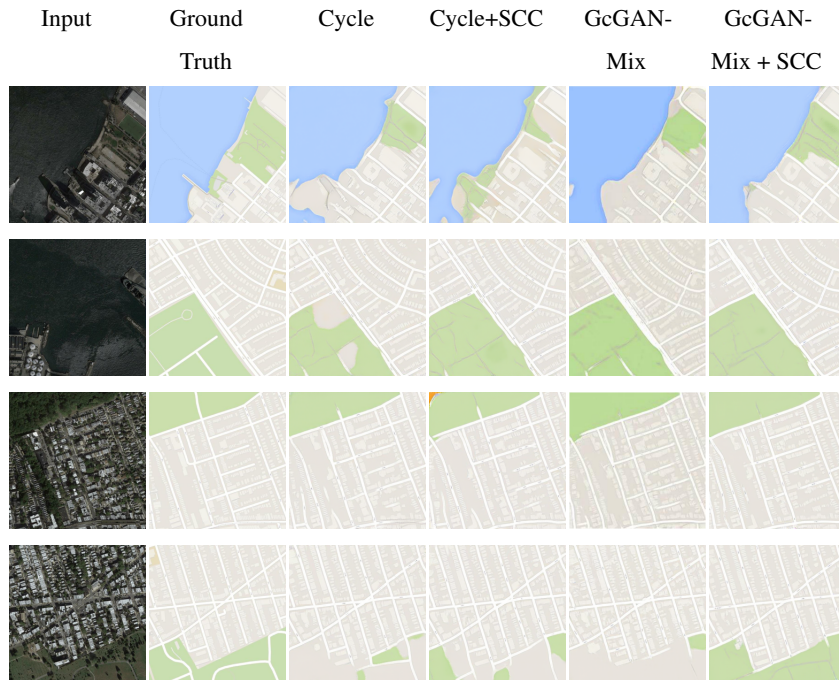 Input Ground Cycle Cycle+SCC GcGAN- GcGAN-
Truth Mix Mix + SCC